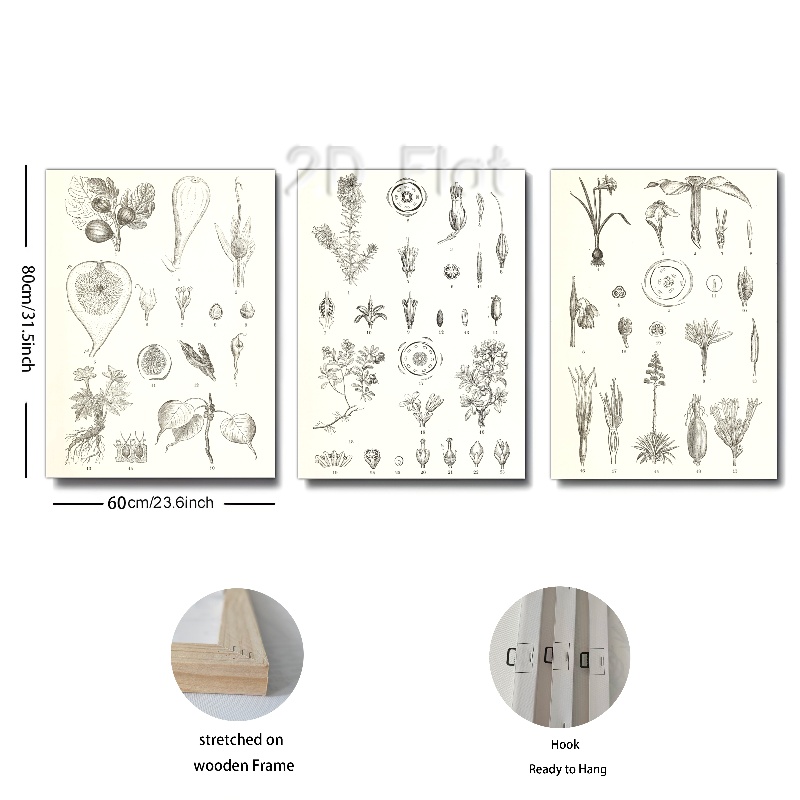 2D Flat
80cm/31.5inch
60cm/23.6inch
stretched on
wooden Frame
Hook
Ready to Hang